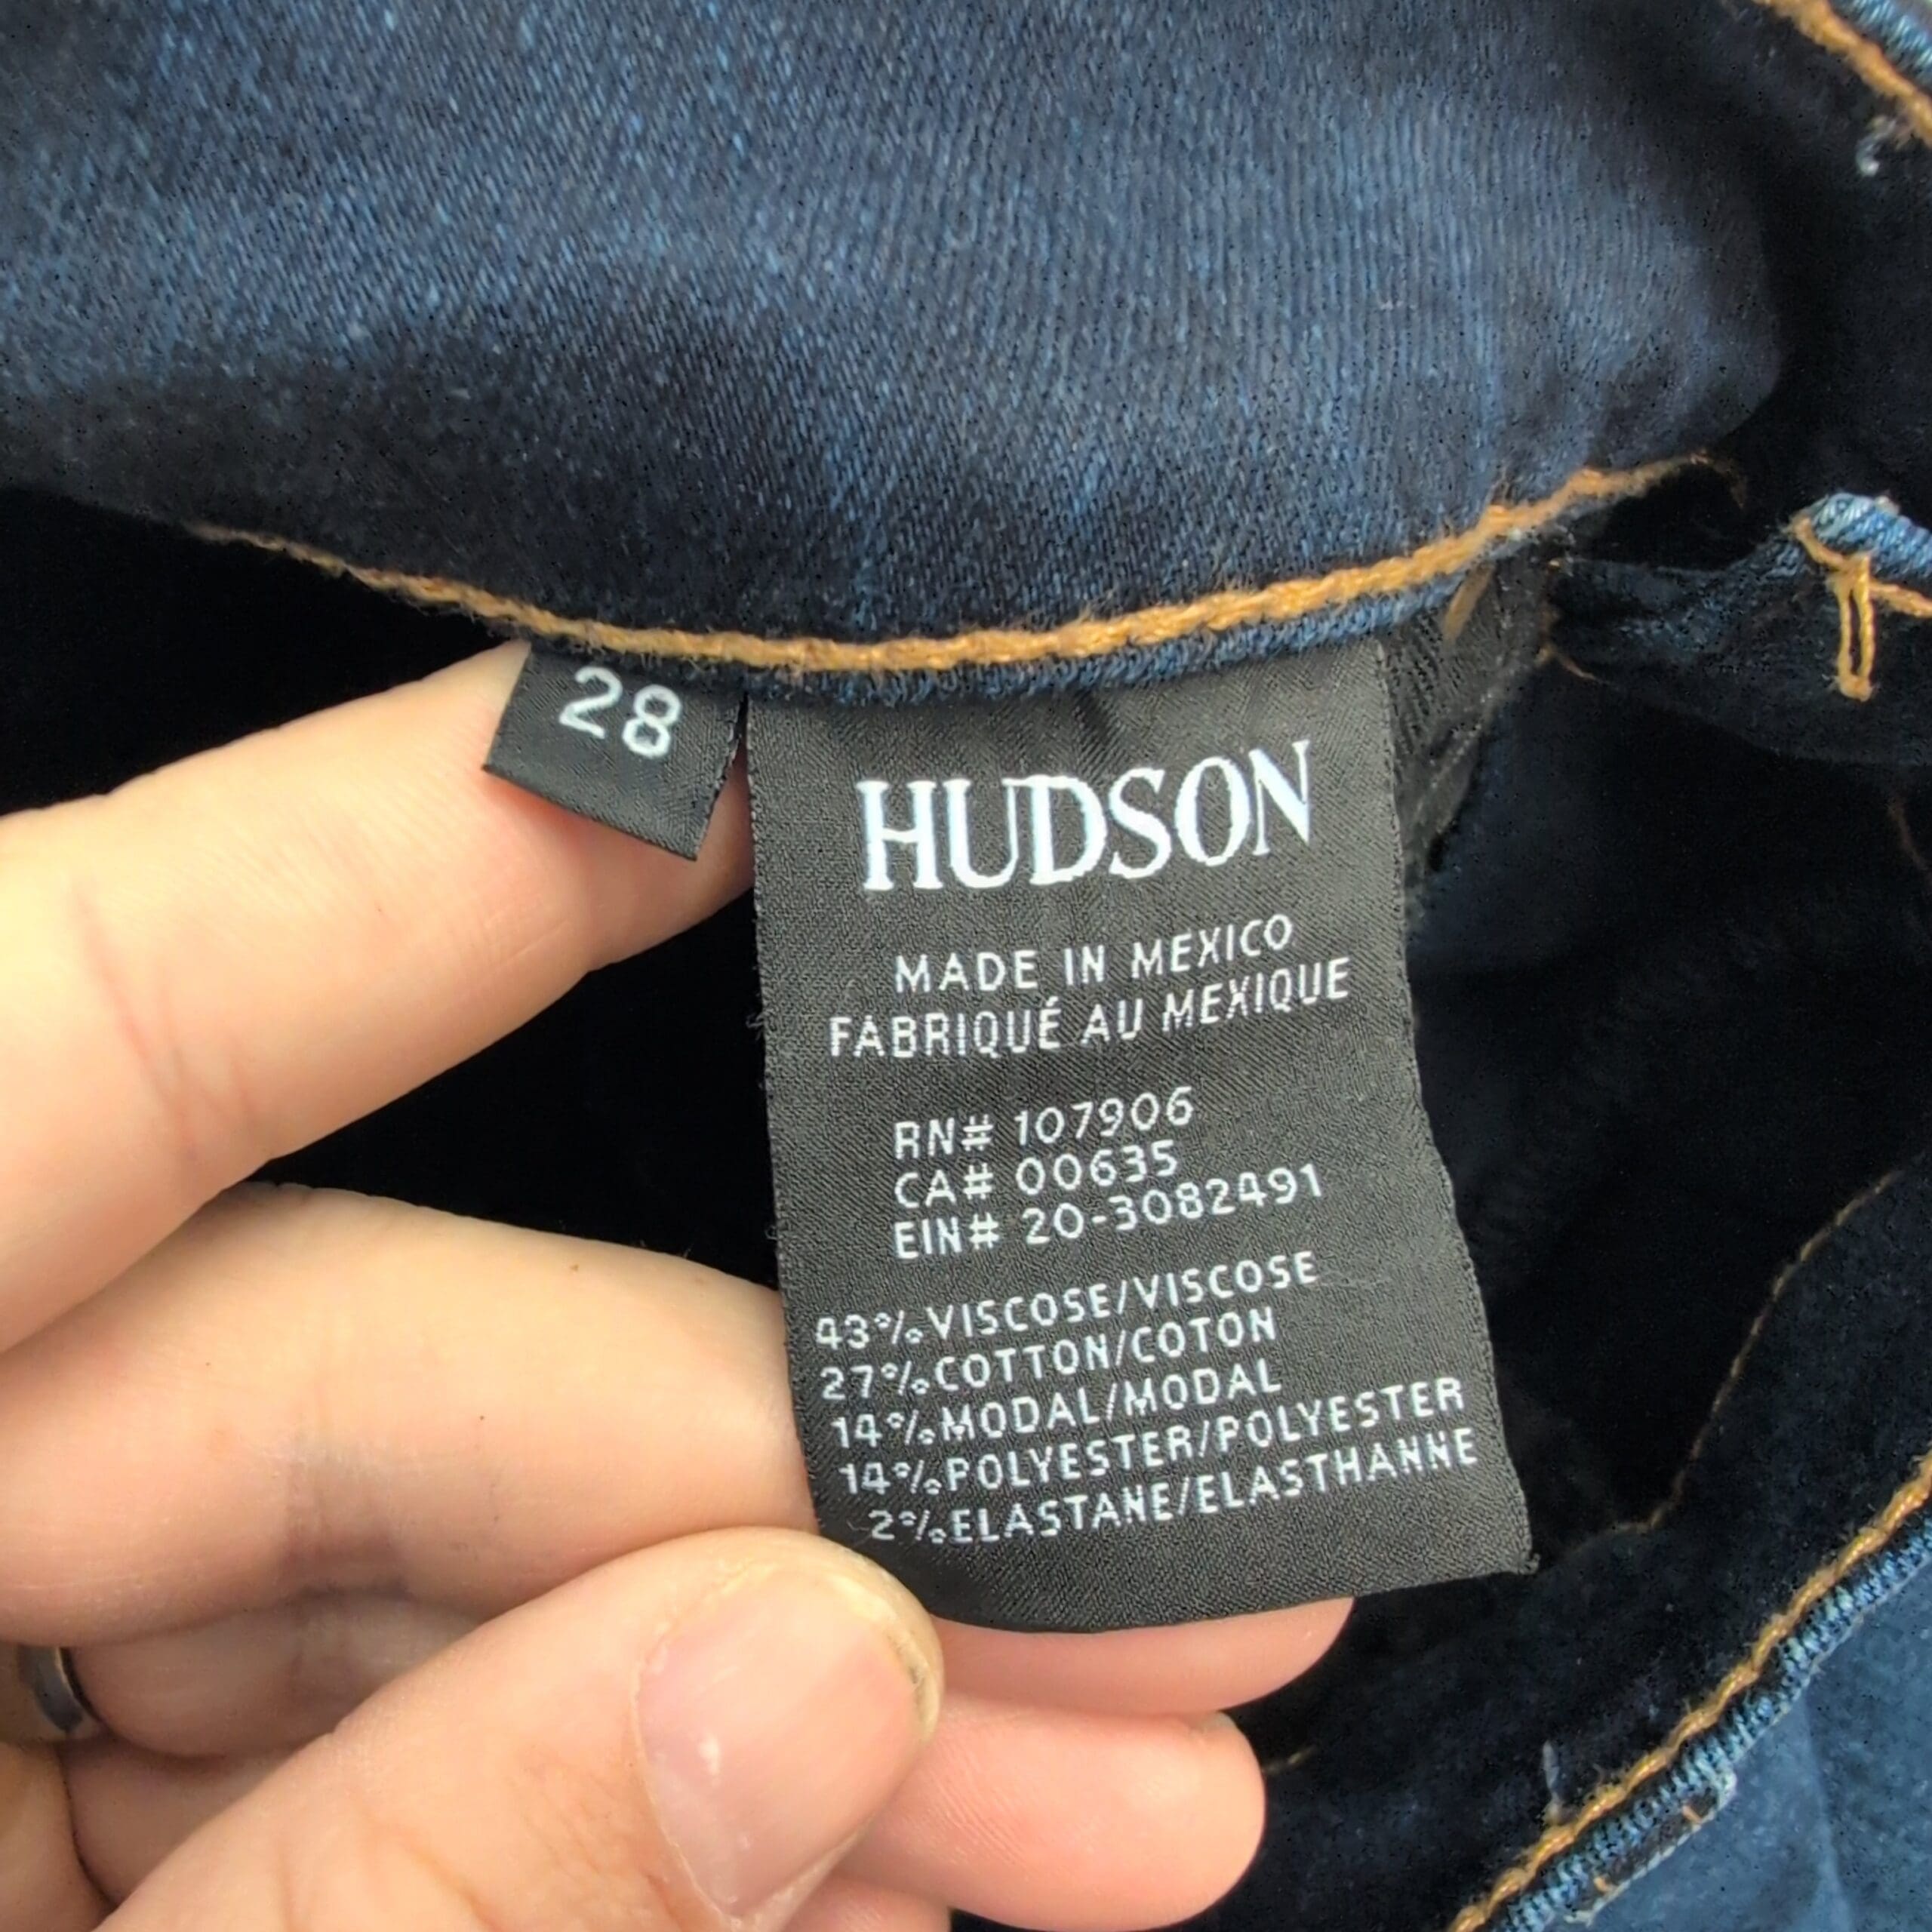 28
HUDSON
MADE IN MEXICO
FABRIQUÉ AU MEXIQUE
RN# 107906
CA# 00635
EIN# 20-3082491
43%VISCOSE/VISCOSE
27%COTTON/COTON
14%MODAL/MODAL
14%POLYESTER/POLYESTER
2%ELASTANE/ELASTHANNE